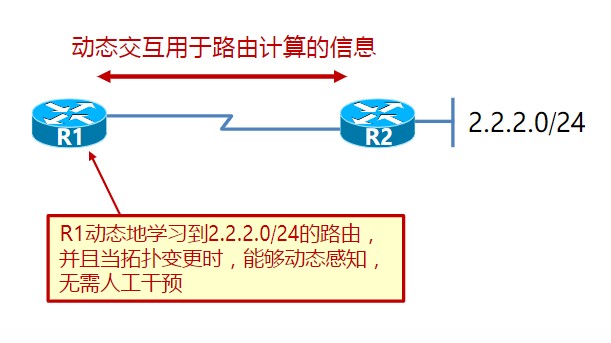 动态交互用于路由计算的信息
R1
R2
2.2.2.0/24
R1动态地学习到2.2.2.0/24的路由，
并且当拓扑变更时，能够动态感知，
无需人工干预